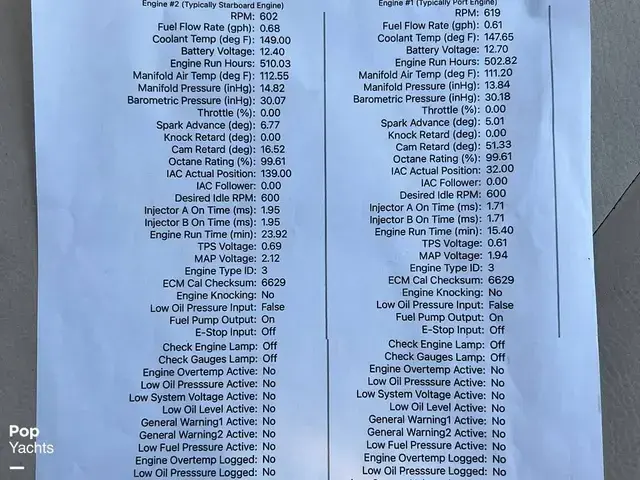 Engine #2 (Typically Starboard Engine)
RPM: 602
Fuel Flow Rate (gph): 0.68
Coolant Temp (deg F): 149.00
Battery Voltage: 12.40
Engine Run Hours: 510.03
Manifold Air Temp (deg F): 112.55
Manifold Pressure (inHg): 14.82
Barometric Pressure (inHg): 30.07
Throttle (%): 0.00
Spark Advance (deg): 6.77
Knock Retard (deg): 0.00
Cam Retard (deg): 16.52
Octane Rating (%): 99.61
IAC Actual Position: 139.00
IAC Follower: 0.00
Desired Idle RPM: 600
Injector A On Time (ms): 1.95
Injector B On Time (ms): 1.95
Engine Run Time (min): 23.92
TPS Voltage: 0.69
MAP Voltage: 2.12
Engine Type ID: 3
ECM Cal Checksum: 6629
Engine Knocking: No
Low Oil Pressure Input: False
Fuel Pump Output: On
E-Stop Input: Off
Check Engine Lamp: Off
Check Gauges Lamp: Off
Engine Overtemp Active: No
Low Oil Presssure Active: No
Low System Voltage Active: No
Low Oil Level Active: No
General Warning1 Active: No
General Warning2 Active: No
Low Fuel Pressure Active: No
Engine Overtemp Logged: No
Low Oil Presssure Logged: No
Engine #1 (Typically Port Engine)
RPM: 619
Fuel Flow Rate (gph): 0.61
Coolant Temp (deg F): 147.65
Battery Voltage: 12.70
Engine Run Hours: 502.82
Manifold Air Temp (deg F): 111.20
Manifold Pressure (inHg): 13.84
Barometric Pressure (inHg): 30.18
Throttle (%): 0.00
Spark Advance (deg): 5.01
Knock Retard (deg): 0.00
Cam Retard (deg): 51.33
Octane Rating (%): 99.61
IAC Actual Position: 32.00
IAC Follower: 0.00
Desired Idle RPM: 600
Injector A On Time (ms): 1.71
Injector B On Time (ms): 1.71
Engine Run Time (min): 15.40
TPS Voltage: 0.61
MAP Voltage: 1.94
Engine Type ID: 3
ECM Cal Checksum: 6629
Engine Knocking: No
Low Oil Pressure Input: False
Fuel Pump Output: On
E-Stop Input: Off
Check Engine Lamp: Off
Check Gauges Lamp: Off
Engine Overtemp Active: No
Low Oil Presssure Active: No
Low System Voltage Active: No
Low Oil Level Active: No
General Warning1 Active: No
General Warning2 Active: No
Low Fuel Pressure Active: No
Engine Overtemp Logged: No
Low Oil Presssure Logged: No
Pop
Yachts